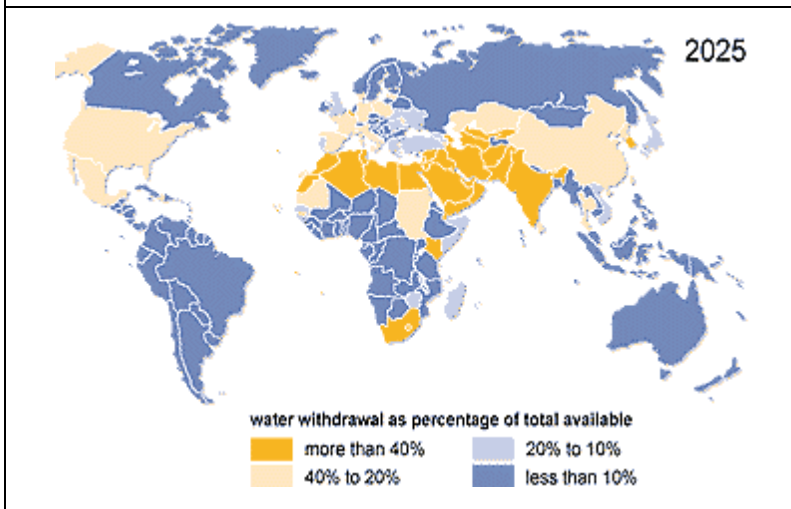 2025
water withdrawal as percentage of total available
more than 40%
20% to 10%
40% to 20%
less than 10%